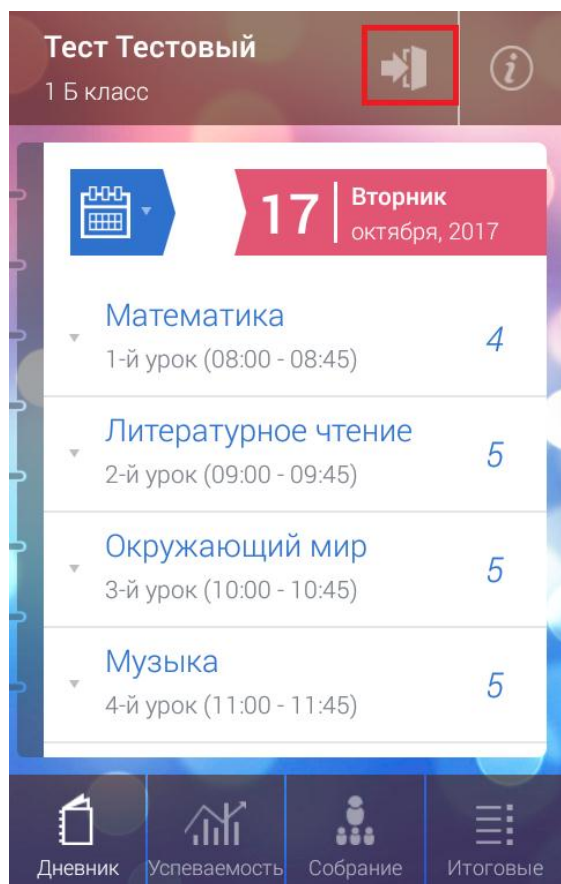 Тест Тестовый
1 Б класс
17 Вторник
октября, 2017
Математика
1-й урок (08:00 - 08:45)
4
Литературное чтение
2-й урок (09:00 - 09:45)
5
Окружающий мир
3-й урок (10:00 - 10:45)
5
Музыка
4-й урок (11:00 - 11:45)
5
Дневник Успеваемость Собрание Итоговые